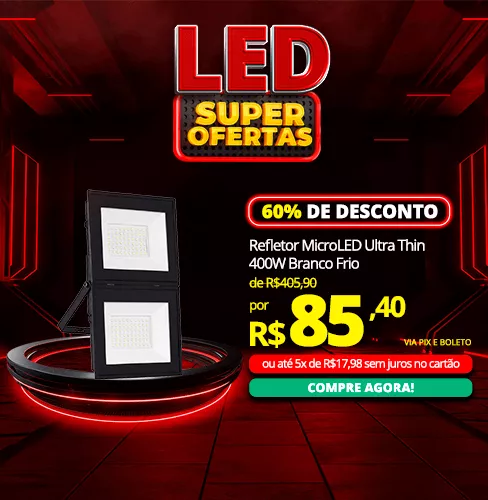 LED
SUPER
OFERTAS
60% DE DESCONTO
Refletor MicroLED Ultra Thin
400W Branco Frio
de R$405,90
por
R$85,40
VIA PIX E BOLETO
ou até 5x de R$17,98 sem juros no cartão
COMPRE AGORA!